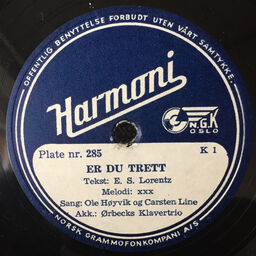 OFFENTLIG BENYTTELSE FORBUDT UTEN VÅRT SAMTYKKE.
Harmoni
N.G.K
OSLO
Plate nr. 285 K 1
ER DU TRETT
Tekst: E. S. Lorentz
Melodi: xxx
Sang: Ole Høyvik og Carsten Line
Akk.: Ørbecks Klavertrio
NORSK GRAMMOFONKOMPANI A/S